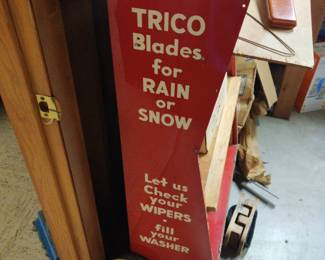 TRICO
Blades
for
RAIN
or
SNOW
Let us
Check
your
WIPERS
fill
your
WASHER